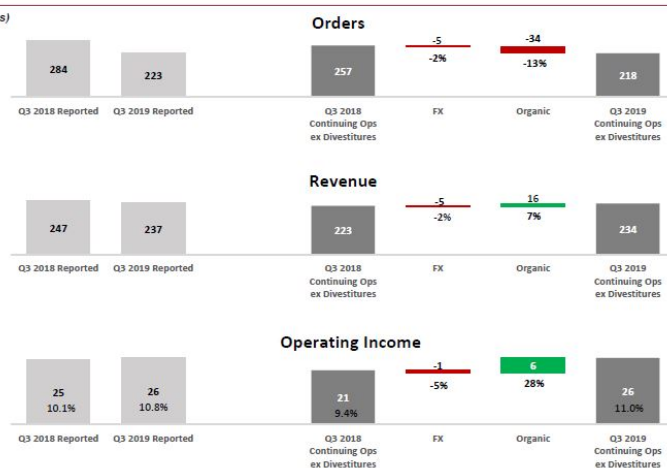 s)
Orders
284
223
257
-5
-2%
-34
-13%
218
Q3 2018 Reported
Q3 2019 Reported
Q3 2018
Continuing Ops
ex Divestitures
FX
Organic
Q3 2019
Continuing Ops
ex Divestitures
Revenue
247
237
223
-5
-2%
16
7%
234
Q3 2018 Reported
Q3 2019 Reported
Q3 2018
Continuing Ops
ex Divestitures
FX
Organic
Q3 2019
Continuing Ops
ex Divestitures
Operating Income
25
10.1%
26
10.8%
21
9.4%
-1
-5%
6
28%
26
11.0%
Q3 2018 Reported
Q3 2019 Reported
Q3 2018
Continuing Ops
ex Divestitures
FX
Organic
Q3 2019
Continuing Ops
ex Divestitures